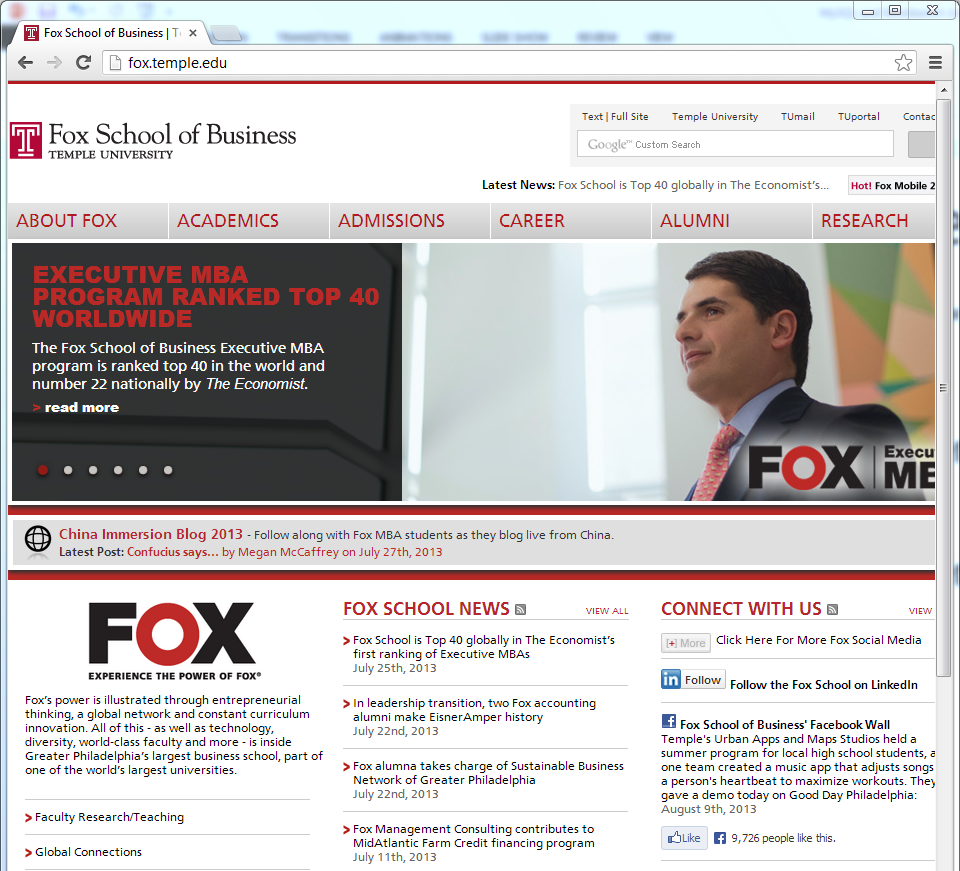 Fox School of Business | T
fox.temple.edu
Fox School of Business
TEMPLE UNIVERSITY
Text | Full Site Temple University TUmail TUportal Contac
Google™ Custom Search
Latest News: Fox School is Top 40 globally in The Economist's... Hot! Fox Mobile 2
ABOUT FOX ACADEMICS ADMISSIONS CAREER ALUMNI RESEARCH
EXECUTIVE MBA
PROGRAM RANKED TOP 40
WORLDWIDE
The Fox School of Business Executive MBA
program is ranked top 40 in the world and
number 22 nationally by The Economist.
> read more
FOX Execu
MB
China Immersion Blog 2013 - Follow along with Fox MBA students as they blog live from China.
Latest Post: Confucius says... by Megan McCaffrey on July 27th, 2013
FOX
EXPERIENCE THE POWER OF FOX®
Fox's power is illustrated through entrepreneurial
thinking, a global network and constant curriculum
innovation. All of this - as well as technology,
diversity, world-class faculty and more - is inside
Greater Philadelphia's largest business school, part of
one of the world's largest universities.
> Faculty Research/Teaching
> Global Connections
FOX SCHOOL NEWS VIEW ALL
> Fox School is Top 40 globally in The Economist's
first ranking of Executive MBAs
July 25th, 2013
> In leadership transition, two Fox accounting
alumni make EisnerAmper history
July 22nd, 2013
> Fox alumna takes charge of Sustainable Business
Network of Greater Philadelphia
July 22nd, 2013
> Fox Management Consulting contributes to
MidAtlantic Farm Credit financing program
July 11th, 2013
CONNECT WITH US VIEW
[+] More Click Here For More Fox Social Media
in Follow Follow the Fox School on LinkedIn
Fox School of Business' Facebook Wall
Temple's Urban Apps and Maps Studios held a
summer program for local high school students, a
one team created a music app that adjusts songs
a person's heartbeat to maximize workouts. They
gave a demo today on Good Day Philadelphia:
August 9th, 2013
Like 9,726 people like this.